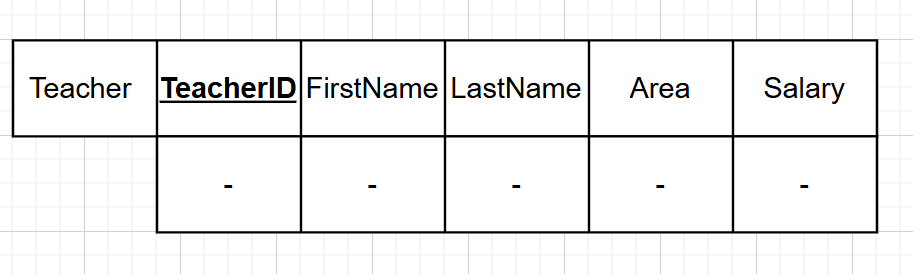 Teacher TeacherID FirstName LastName Area Salary
- - - - -